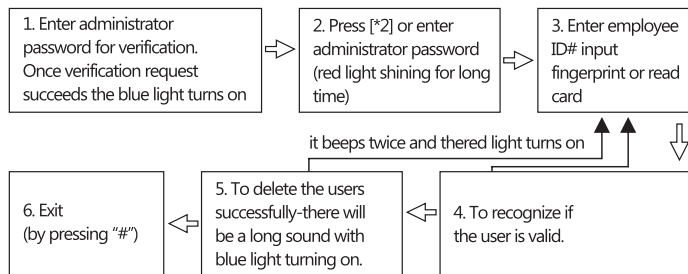 1. Enter administrator
password for verification.
Once verification request
succeeds the blue light turns on
2. Press [*2] or enter
administrator password
(red light shining for long
time)
3. Enter employee
ID# input
fingerprint or read
card
it beeps twice and thered light turns on
4. To recognize if
the user is valid.
5. To delete the users
successfully-there will
be a long sound with
blue light turning on.
6. Exit
(by pressing “#”)